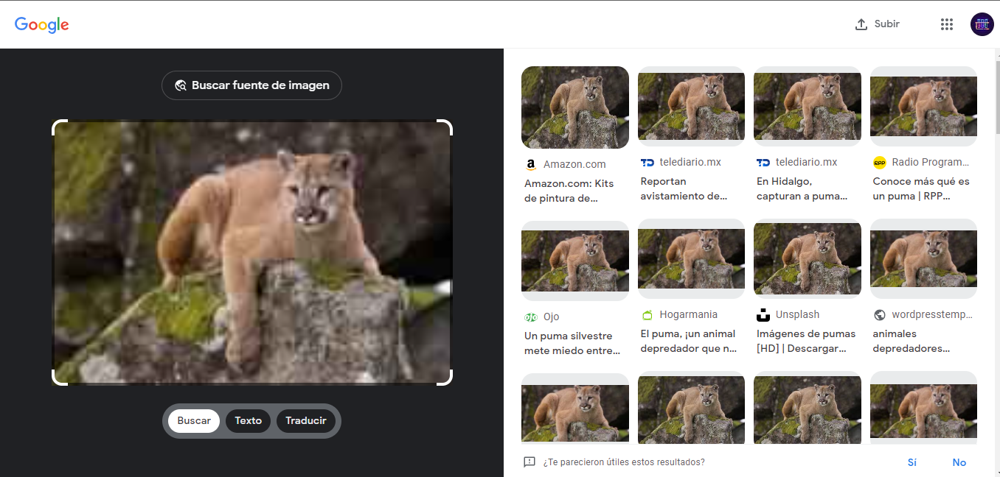 Google
Subir
Buscar fuente de imagen
Buscar
Texto
Traducir
Amazon.com
Amazon.com: Kits
de pintura de...
telediario.mx
Reportan
avistamiento de...
telediario.mx
En Hidalgo,
capturan a puma...
RPP
Radio Program...
Conoce más qué es
un puma | RPP...
ojo
Ojo
Un puma silvestre
mete miedo entre...
Hogarmania
El puma, ¡un animal
depredador que n...
Unsplash
Imágenes de pumas
[HD] | Descargar...
wordpresstemp...
animales
depredadores...
¿Te parecieron útiles estos resultados?
Sí
No